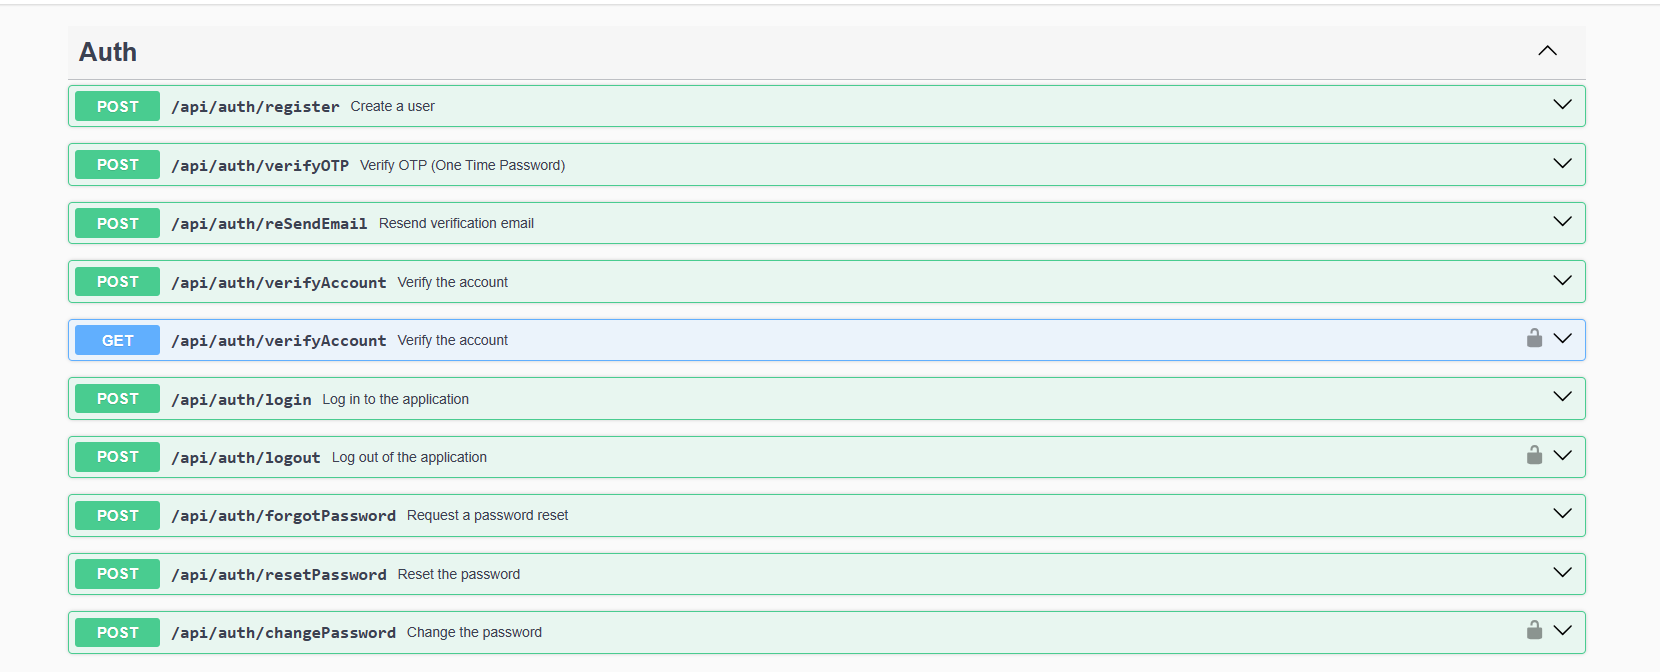 Auth
POST /api/auth/register Create a user
POST /api/auth/verifyOTP Verify OTP (One Time Password)
POST /api/auth/reSendEmail Resend verification email
POST /api/auth/verifyAccount Verify the account
GET /api/auth/verifyAccount Verify the account
POST /api/auth/login Log in to the application
POST /api/auth/logout Log out of the application
POST /api/auth/forgotPassword Request a password reset
POST /api/auth/resetPassword Reset the password
POST /api/auth/changePassword Change the password